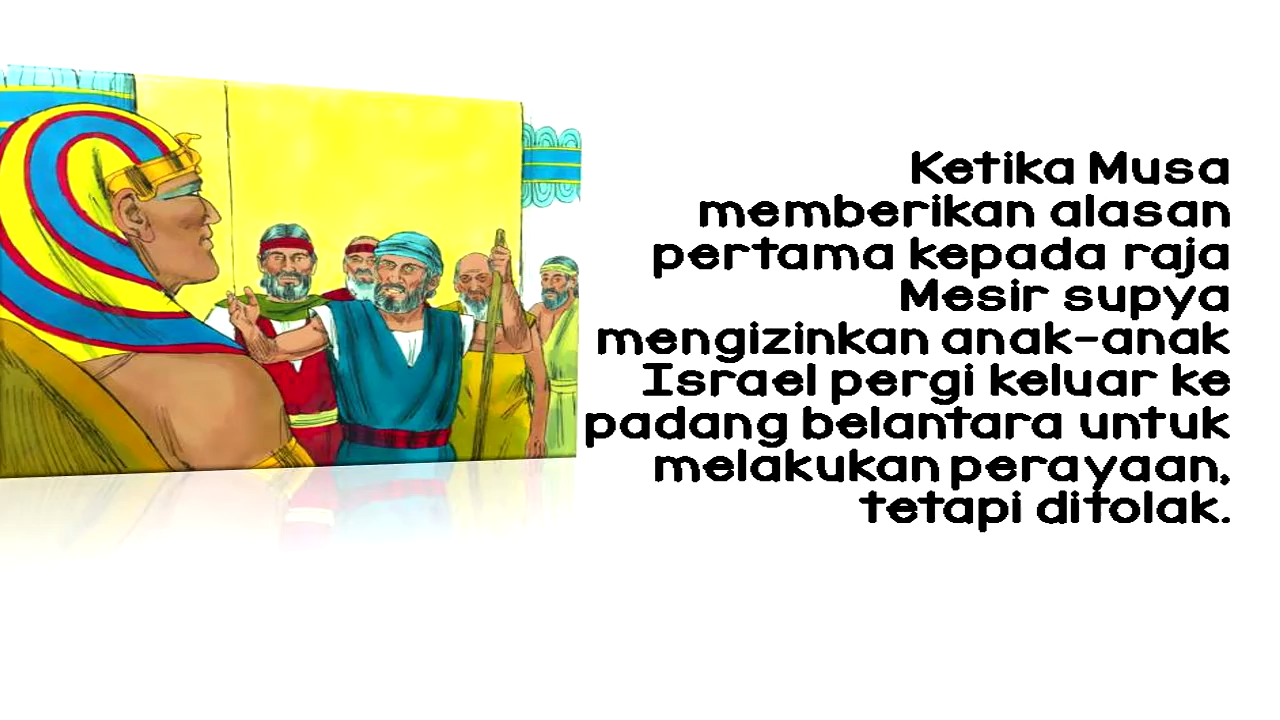 Ketika Musa
memberikan alasan
pertama kepada raja
Mesir supya
mengizinkan anak-anak
Israel pergi keluar ke
padang belantara untuk
melakukan perayaan,
tetapi ditolak.